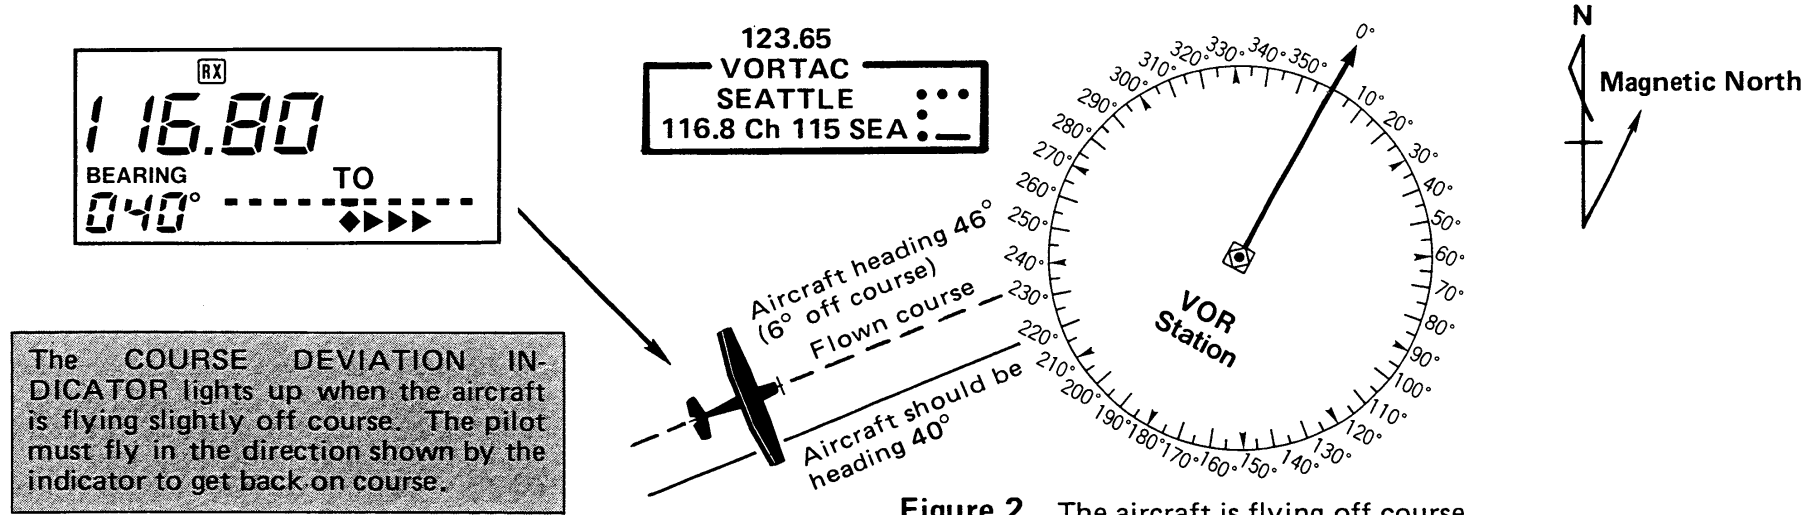 RX
116.80
BEARING
TO
040°
The COURSE DEVIATION IN-
DICATOR lights up when the aircraft
is flying slightly off course. The pilot
must fly in the direction shown by the
indicator to get back on course.
123.65
VORTAC
SEATTLE
116.8 Ch 115 SEA
Aircraft heading 46°
(6° off course)
Flown course
Aircraft should be
heading 40°
0°
10°
20°
30°
40°
50°
60°
70°
80°
90°
100°
110°
120°
130°
140°
150°
160°
170°
180°
190°
200°
210°
220°
230°
240°
250°
260°
270°
280°
290°
300°
310°
320°
330°
340°
350°
VOR
Station
N
Magnetic North
Figure 2 The aircraft is flying off course